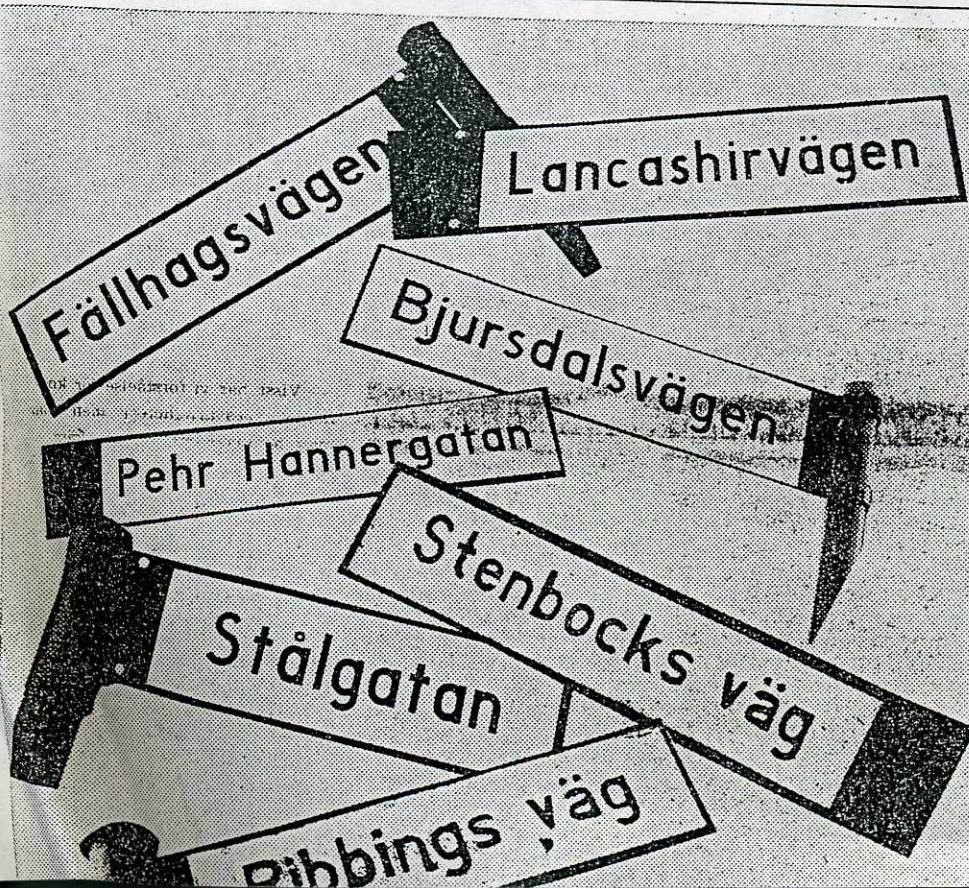 Fällhagsvägen
Lancashirvägen
Bjursdalsvägen
Pehr Hannergatan
Stenbocks väg
Stålgatan
Ribbings väg